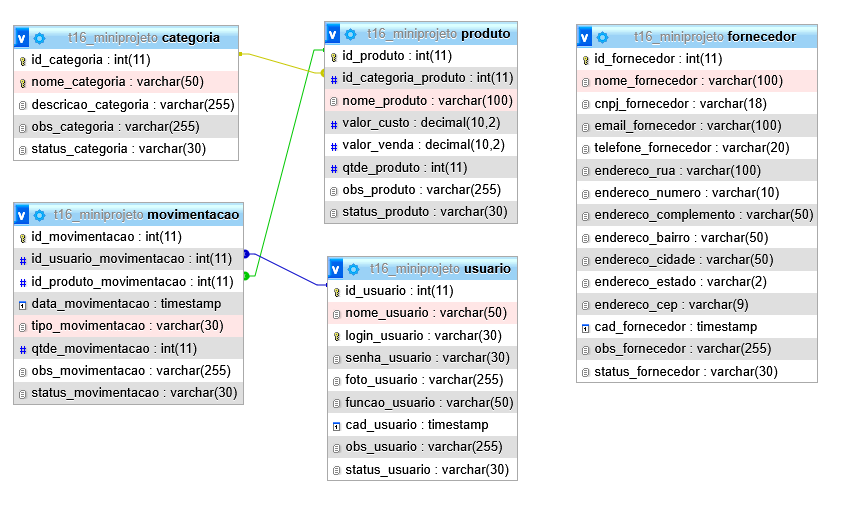 v t16_miniprojeto categoria
id_categoria : int(11)
nome_categoria : varchar(50)
descricao_categoria : varchar(255)
obs_categoria : varchar(255)
status_categoria : varchar(30)
v t16_miniprojeto produto
id_produto : int(11)
# id_categoria_produto : int(11)
nome_produto : varchar(100)
# valor_custo : decimal(10,2)
# valor_venda : decimal(10,2)
# qtde_produto : int(11)
obs_produto : varchar(255)
status_produto : varchar(30)
v t16_miniprojeto fornecedor
id_fornecedor : int(11)
nome_fornecedor : varchar(100)
cnpj_fornecedor : varchar(18)
email_fornecedor : varchar(100)
telefone_fornecedor : varchar(20)
endereco_rua : varchar(100)
endereco_numero : varchar(10)
endereco_complemento : varchar(50)
endereco_bairro : varchar(50)
endereco_cidade : varchar(50)
endereco_estado : varchar(2)
endereco_cep : varchar(9)
cad_fornecedor : timestamp
obs_fornecedor : varchar(255)
status_fornecedor : varchar(30)
v t16_miniprojeto movimentacao
id_movimentacao : int(11)
# id_usuario_movimentacao : int(11)
# id_produto_movimentacao : int(11)
data_movimentacao : timestamp
tipo_movimentacao : varchar(30)
# qtde_movimentacao : int(11)
obs_movimentacao : varchar(255)
status_movimentacao : varchar(30)
v t16_miniprojeto usuario
id_usuario : int(11)
nome_usuario : varchar(50)
login_usuario : varchar(30)
senha_usuario : varchar(30)
foto_usuario : varchar(255)
funcao_usuario : varchar(50)
cad_usuario : timestamp
obs_usuario : varchar(255)
status_usuario : varchar(30)